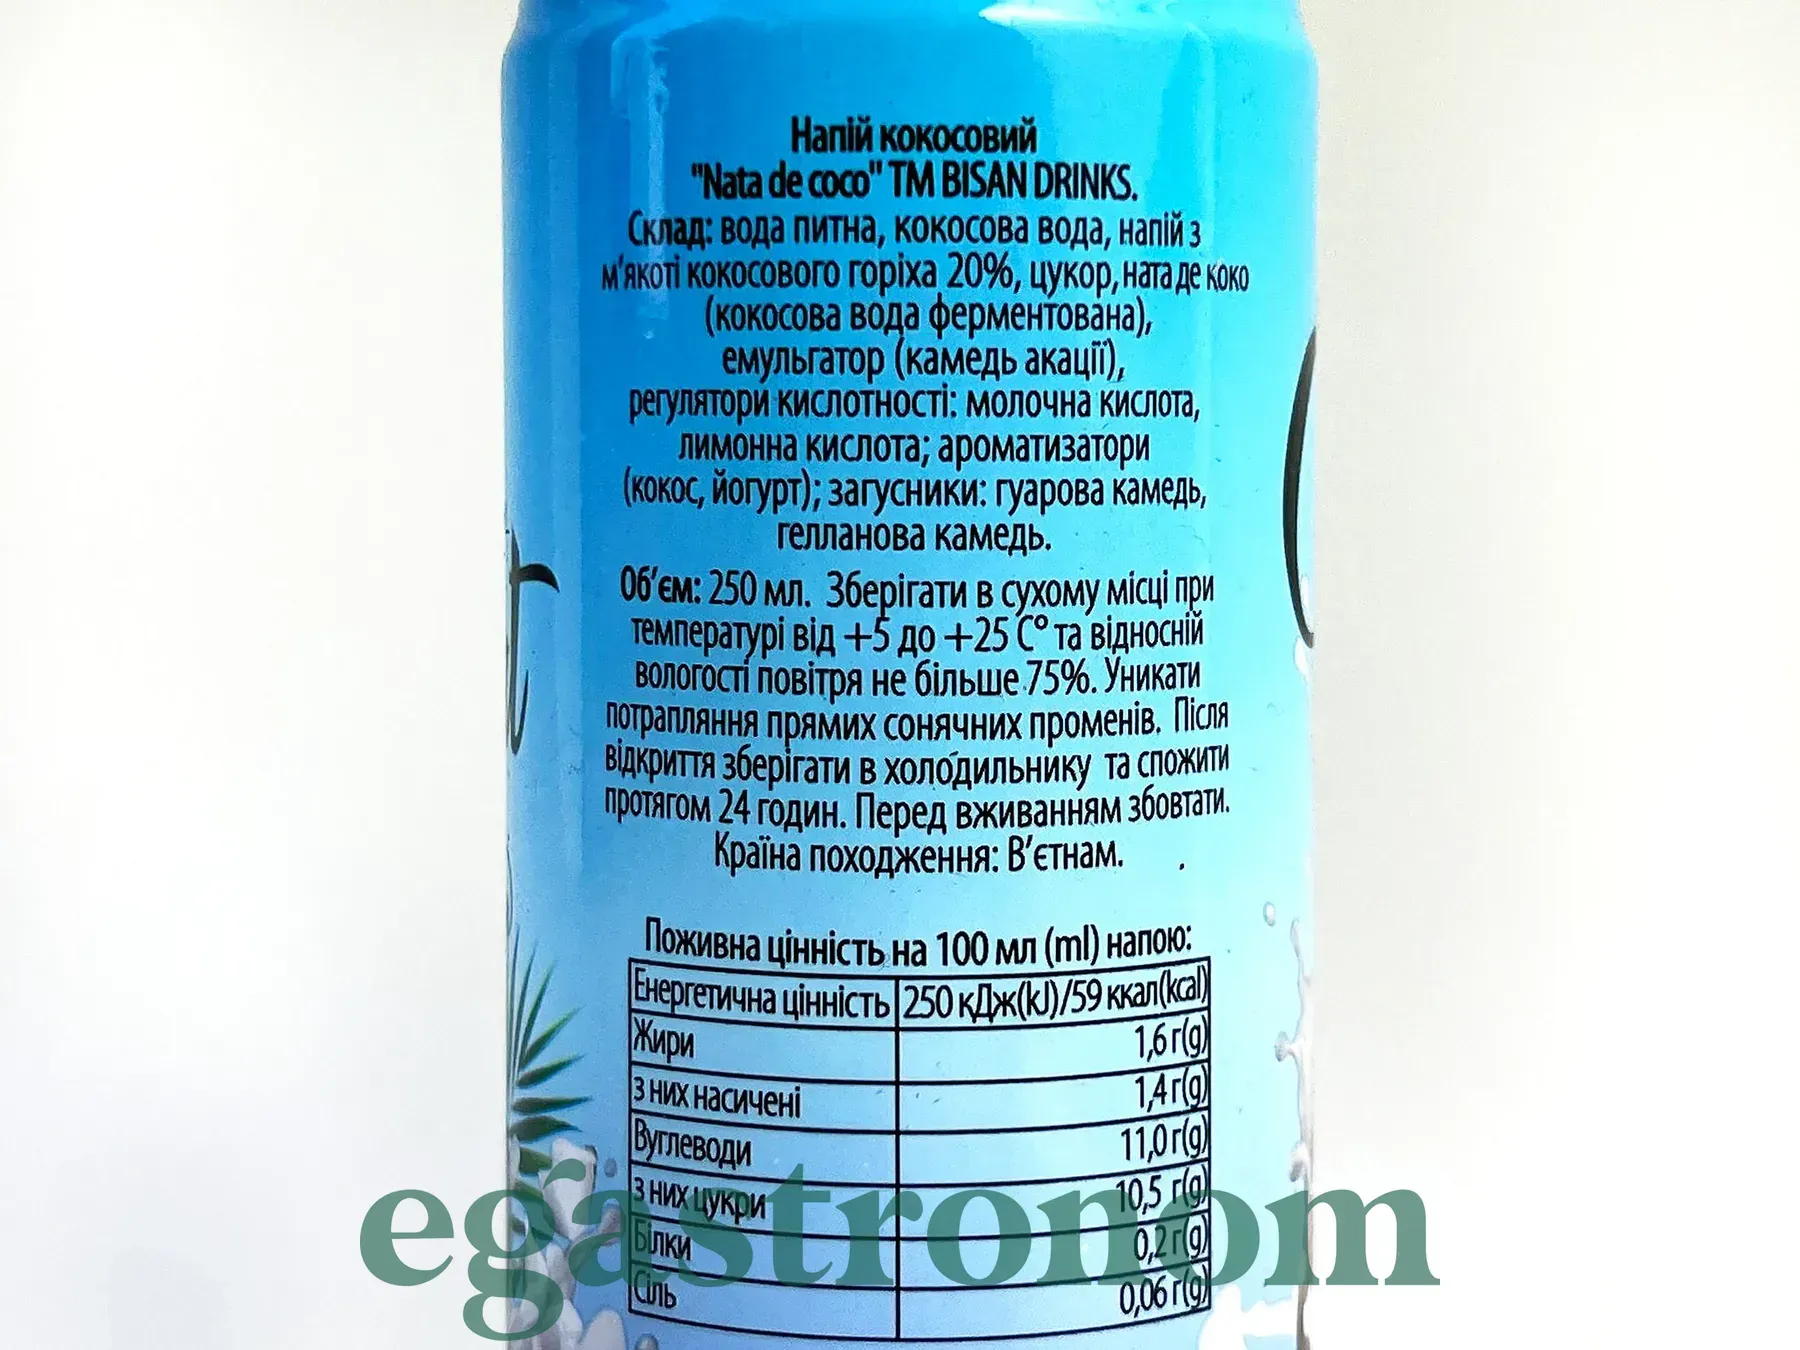 Напій кокосовий
"Nata de coco" ТМ BISAN DRINKS.
Склад: вода питна, кокосова вода, напій з
м'якоті кокосового горіха 20%, цукор, ната де коко
(кокосова вода ферментована),
емульгатор (камедь акації),
регулятори кислотності: молочна кислота,
лимонна кислота; ароматизатори
(кокос, йогурт); загусники: гуарова камедь,
гелланова камедь.
Об'єм: 250 мл. Зберігати в сухому місці при
температурі від +5 до +25 С° та відносній
вологості повітря не більше 75%. Уникати
потрапляння прямих сонячних променів. Після
відкриття зберігати в холодильнику та спожити
протягом 24 годин. Перед вживанням збовтати.
Країна походження: В'єтнам.
Поживна цінність на 100 мл (ml) напою:
Енергетична цінність 250 кДж(kJ)/59 ккал(kcal)
Жири 1,6 г(g)
з них насичені 1,4 г(g)
Вуглеводи 11,0 г(g)
з них цукри 10,5 г(g)
Білки 0,2 г(g)
Сіль 0,06 г(g)
egastronom